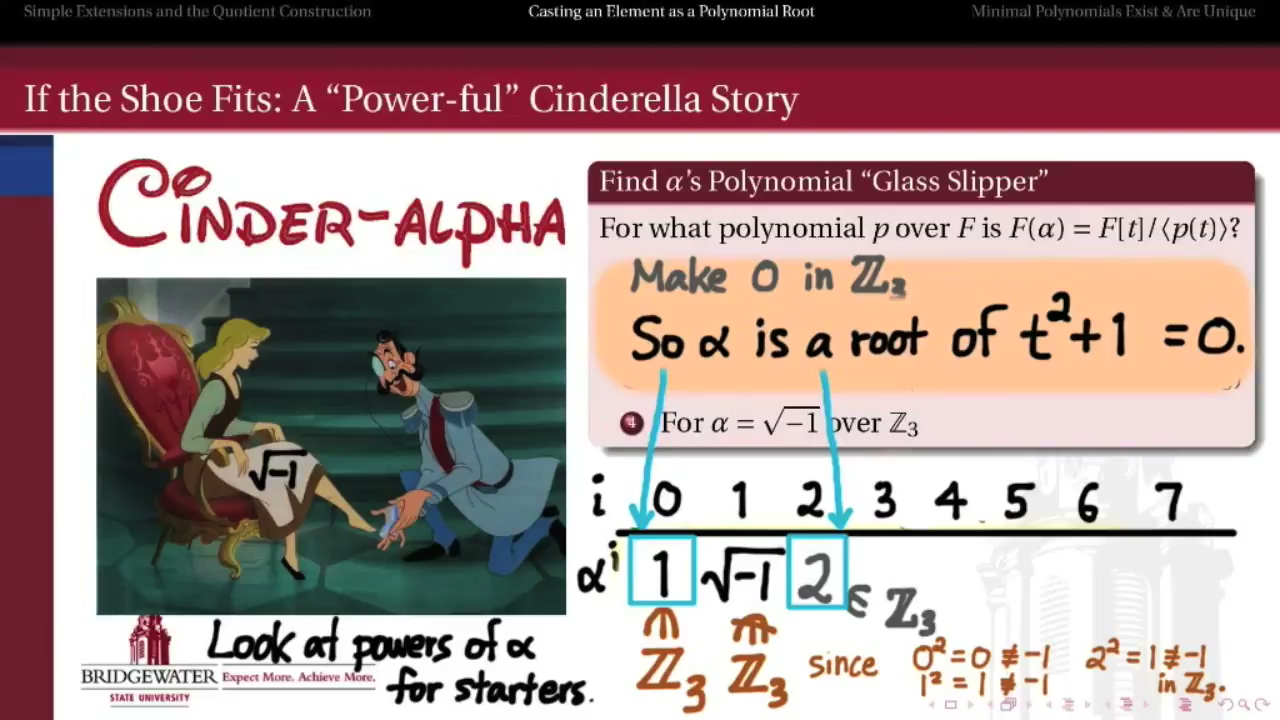 Simple Extensions and the Quotient Construction
Casting an Element as a Polynomial Root
Minimal Polynomials Exist & Are Unique
If the Shoe Fits: A “Power-ful” Cinderella Story
CINDER-ALPHA
√-1
Look at powers of α
for starters.
BRIDGEWATER
STATE UNIVERSITY
Expect More. Achieve More.
Find α's Polynomial “Glass Slipper”
For what polynomial p over F is F(α) = F[t]/⟨p(t)⟩?
Make 0 in ℤ₃
So α is a root of t²+1 = 0.
4 For α = √−1 over ℤ₃
i 0 1 2 3 4 5 6 7
αⁱ 1 √-1 2 ∈ ℤ₃
ℤ₃ ℤ₃ since
0² = 0 ≢ -1 2² = 1 ≢ -1
1² = 1 ≢ -1 in ℤ₃.